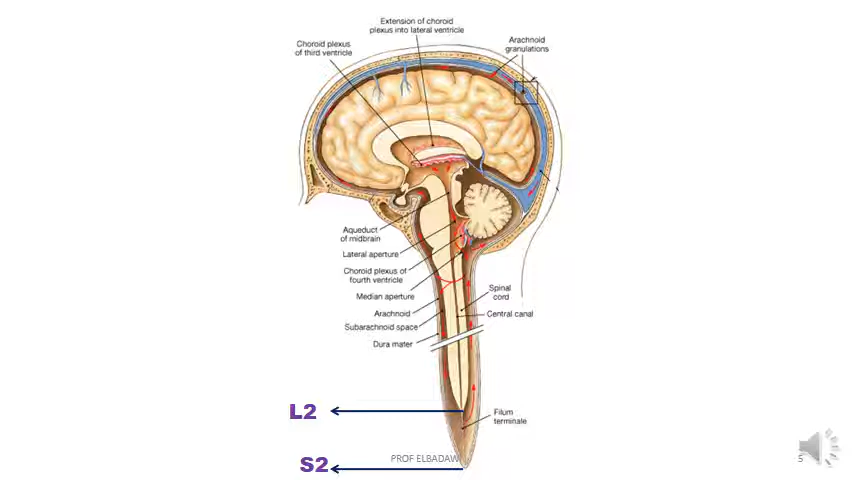 Extension of choroid
plexus into lateral ventricle
Choroid plexus
of third ventricle
Arachnoid
granulations
Aqueduct
of midbrain
Lateral aperture
Choroid plexus of
fourth ventricle
Median aperture
Spinal
cord
Arachnoid
Central canal
Subarachnoid space
Dura mater
L2
Filum
terminale
PROF ELBADAW
5
S2